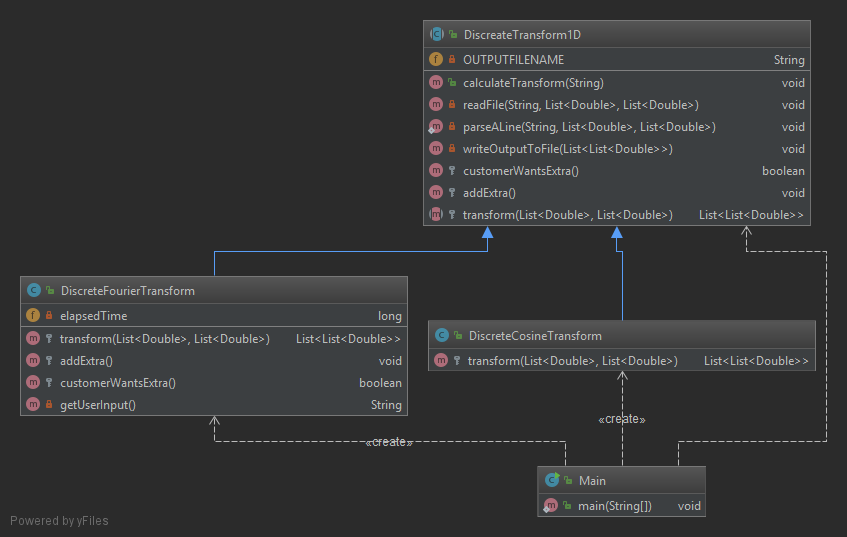 DiscreateTransform1D
OUTPUTFILENAME String
calculateTransform(String) void
readFile(String, List<Double>, List<Double>) void
parseALine(String, List<Double>, List<Double>) void
writeOutputToFile(List<List<Double>>) void
customerWantsExtra() boolean
addExtra() void
transform(List<Double>, List<Double>) List<List<Double>>
DiscreteFourierTransform
elapsedTime long
transform(List<Double>, List<Double>) List<List<Double>>
addExtra() void
customerWantsExtra() boolean
getUserInput() String
DiscreteCosineTransform
transform(List<Double>, List<Double>) List<List<Double>>
«create»
«create»
Main
main(String[]) void
Powered by yFiles